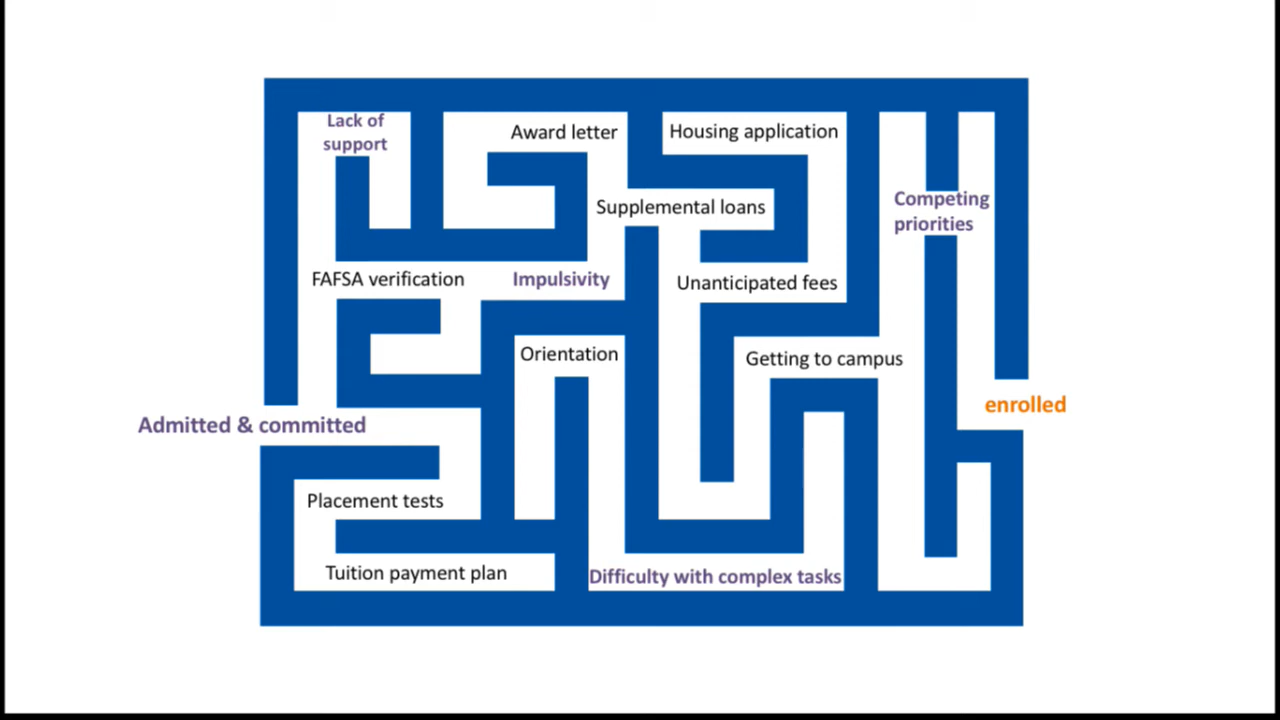 Lack of
support
Award letter
Housing application
Supplemental loans
Competing
priorities
FAFSA verification
Impulsivity
Unanticipated fees
Orientation
Getting to campus
enrolled
Admitted & committed
Placement tests
Tuition payment plan
Difficulty with complex tasks